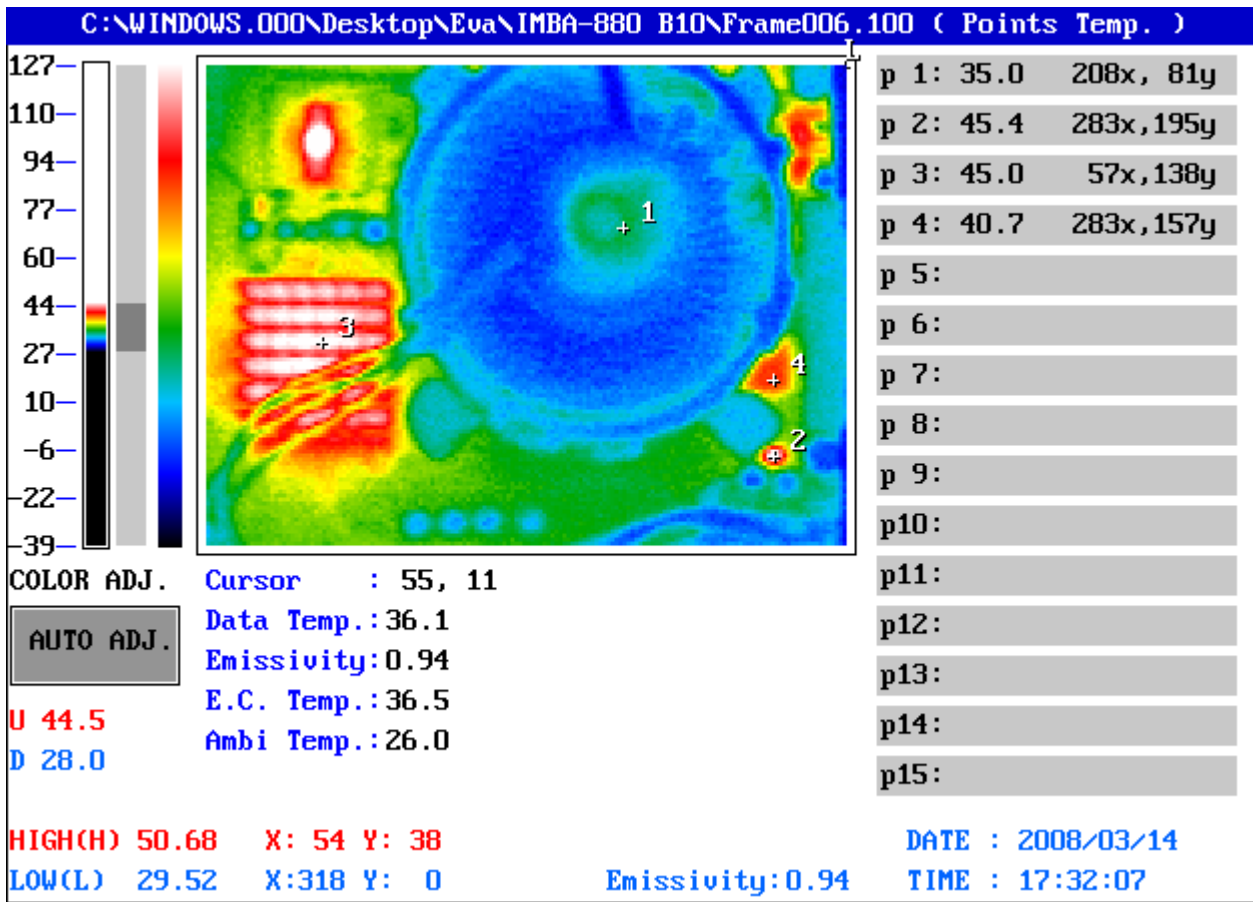 C:\WINDOWS.000\Desktop\Eva\IMBA-880 B10\Frame006.100 ( Points Temp. )
127
110
94
77
60
44
27
10
-6
-22
-39
1
3
4
2
p 1: 35.0 208x, 81y
p 2: 45.4 283x,195y
p 3: 45.0 57x,138y
p 4: 40.7 283x,157y
p 5:
p 6:
p 7:
p 8:
p 9:
p10:
p11:
p12:
p13:
p14:
p15:
COLOR ADJ.
AUTO ADJ.
U 44.5
D 28.0
Cursor : 55, 11
Data Temp.:36.1
Emissivity:0.94
E.C. Temp.:36.5
Ambi Temp.:26.0
HIGH(H) 50.68 X: 54 Y: 38
LOW(L) 29.52 X:318 Y: 0
Emissivity:0.94
DATE : 2008/03/14
TIME : 17:32:07